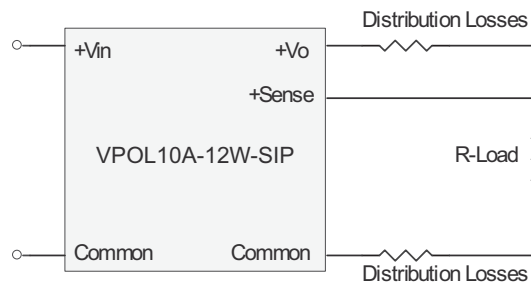 Distribution Losses
+Vin
+Vo
+Sense
VPOL10A-12W-SIP
R-Load
Common
Common
Distribution Losses